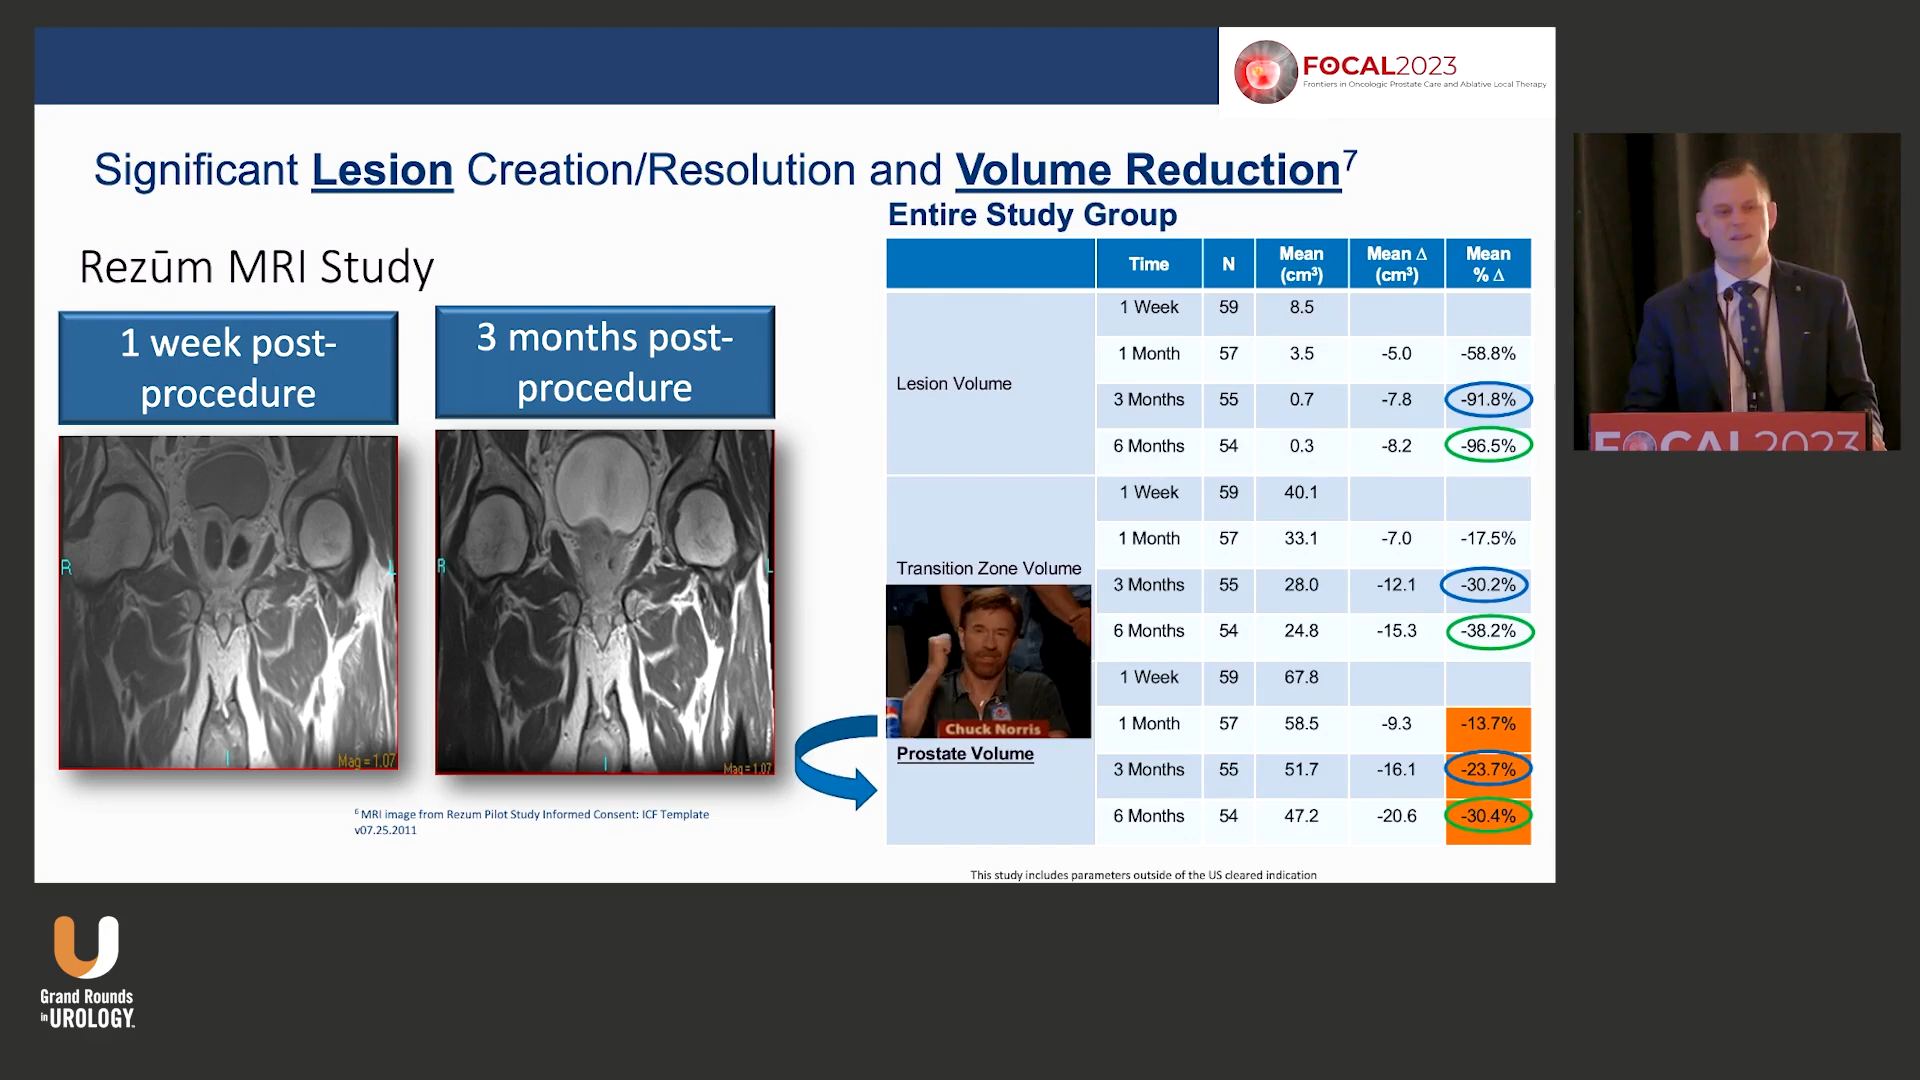 FOCAL2023
Frontiers in Oncologic Prostate Care and Ablative Local Therapy
Significant Lesion Creation/Resolution and Volume Reduction7
Entire Study Group
Rezūm MRI Study
1 week post-
procedure
3 months post-
procedure
R
L
Mag = 1.07
R
L
Mag = 1.07
6 MRI image from Rezum Pilot Study Informed Consent: ICF Template
v07.25.2011
Time N Mean (cm³) Mean Δ (cm³) Mean % Δ
Lesion Volume
1 Week 59 8.5
1 Month 57 3.5 -5.0 -58.8%
3 Months 55 0.7 -7.8 -91.8%
6 Months 54 0.3 -8.2 -96.5%
Transition Zone Volume
1 Week 59 40.1
1 Month 57 33.1 -7.0 -17.5%
3 Months 55 28.0 -12.1 -30.2%
6 Months 54 24.8 -15.3 -38.2%
Chuck Norris
Prostate Volume
1 Week 59 67.8
1 Month 57 58.5 -9.3 -13.7%
3 Months 55 51.7 -16.1 -23.7%
6 Months 54 47.2 -20.6 -30.4%
This study includes parameters outside of the US cleared indication
FOCAL 2023
Grand Rounds
in UROLOGY